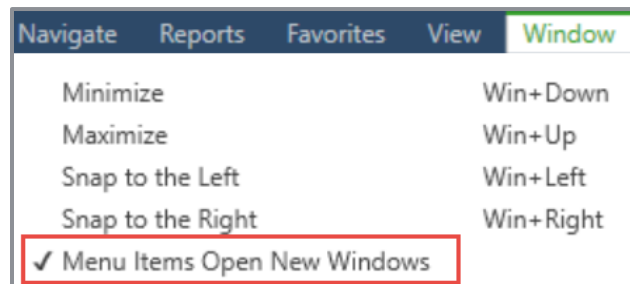 Navigate Reports Favorites View Window
Minimize Win+Down
Maximize Win+Up
Snap to the Left Win+Left
Snap to the Right Win+Right
✓ Menu Items Open New Windows